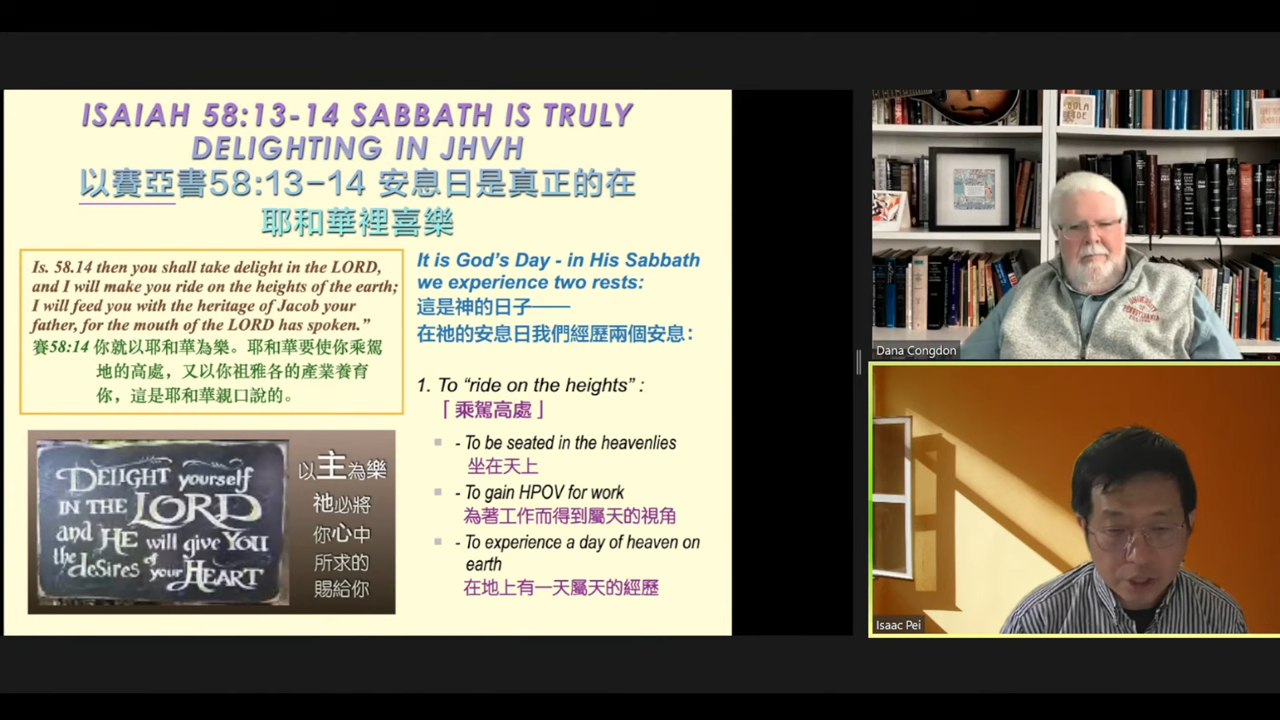 ISAIAH 58:13-14 SABBATH IS TRULY
DELIGHTING IN JHVH
以賽亞書58:13-14 安息日是真正的在
耶和華裡喜樂
Is. 58.14 then you shall take delight in the LORD,
and I will make you ride on the heights of the earth;
I will feed you with the heritage of Jacob your
father, for the mouth of the LORD has spoken.”
賽58:14 你就以耶和華為樂。耶和華要使你乘駕
地的高處，又以你祖雅各的產業養育
你，這是耶和華親口說的。
DELIGHT yourself
IN THE LORD
and HE will give YOU
the desires of your HEART
以主為樂
祂必將
你心中
所求的
賜給你
It is God’s Day - in His Sabbath
we experience two rests:
這是神的日子——
在祂的安息日我們經歷兩個安息：
1. To “ride on the heights” :
「乘駕高處」
- To be seated in the heavenlies
坐在天上
- To gain HPOV for work
為著工作而得到屬天的視角
- To experience a day of heaven on
earth
在地上有一天屬天的經歷
UNIVERSITY
OF
PENNSYLVANIA
Dana Congdon
Isaac Pei